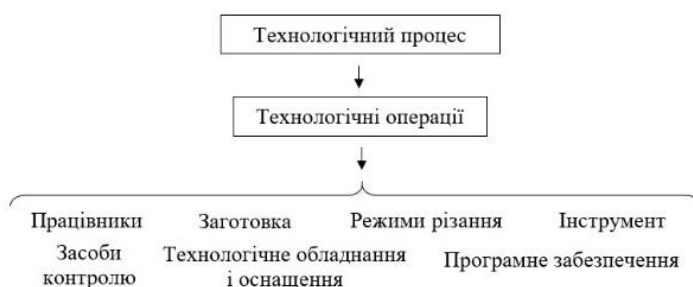 Технологічний процес
Технологічні операції
Працівники Заготовка Режими різання Інструмент
Засоби контролю Технологічне обладнання і оснащення Програмне забезпечення